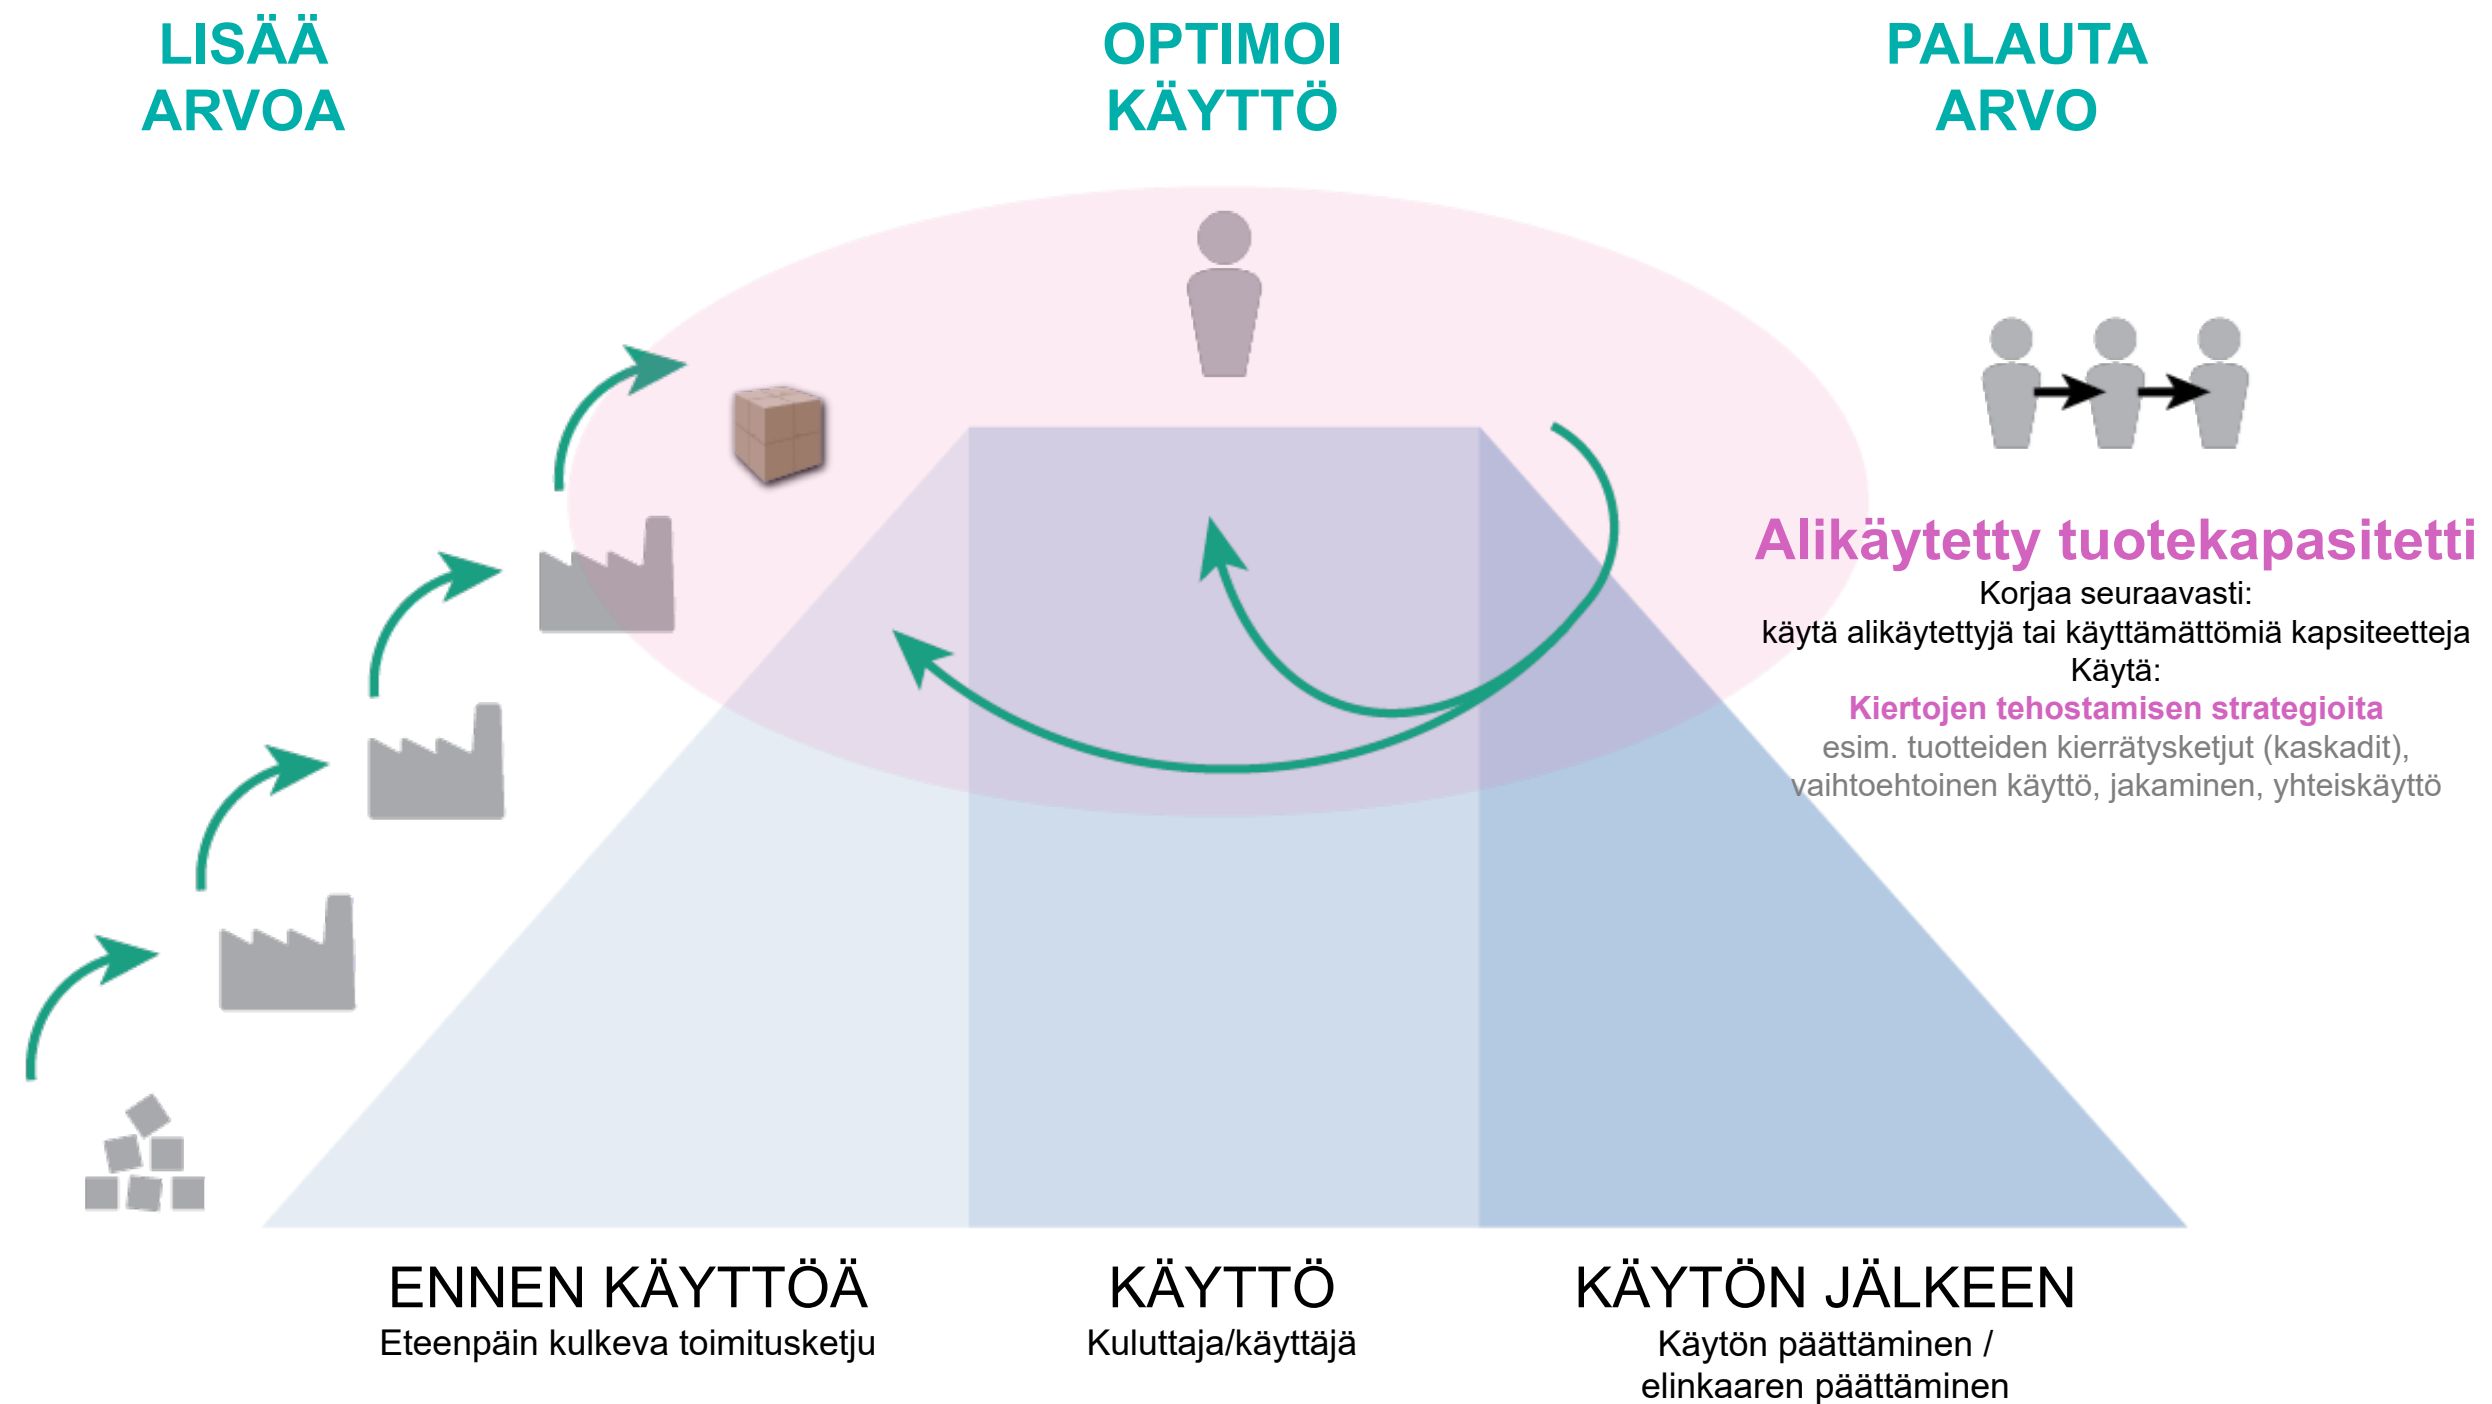 LISÄÄ
ARVOA
OPTIMOI
KÄYTTÖ
PALAUTA
ARVO
Alikäytetty tuotekapasitetti
Korjaa seuraavasti:
käytä alikäytettyjä tai käyttämättömiä kapsiteetteja
Käytä:
Kiertojen tehostamisen strategioita
esim. tuotteiden kierrätysketjut (kaskadit),
vaihtoehtoinen käyttö, jakaminen, yhteiskäyttö
ENNEN KÄYTTÖÄ
Eteenpäin kulkeva toimitusketju
KÄYTTÖ
Kuluttaja/käyttäjä
KÄYTÖN JÄLKEEN
Käytön päättäminen /
elinkaaren päättäminen